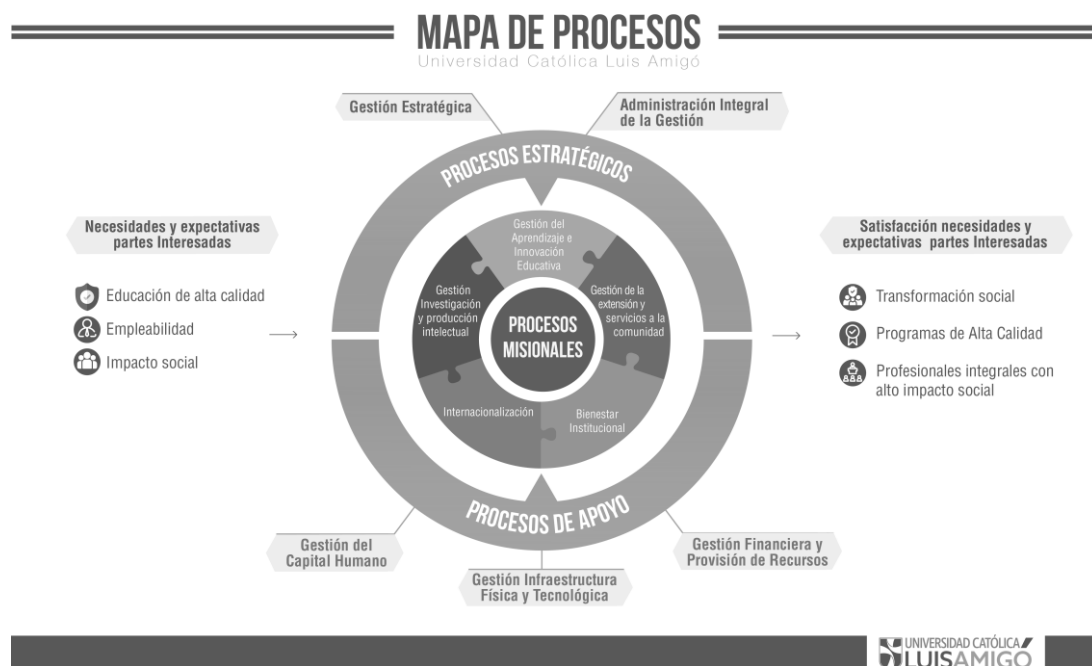 MAPA DE PROCESOS
Universidad Católica Luis Amigó
Gestión Estratégica
Administración Integral
de la Gestión
PROCESOS ESTRATÉGICOS
Necesidades y expectativas
partes Interesadas
Educación de alta calidad
Empleabilidad
Impacto social
Gestión del
Aprendizaje e
Innovación
Educativa
Gestión
Investigación
y producción
intelectual
Gestión de la
extensión y
servicios a la
comunidad
PROCESOS
MISIONALES
Internacionalización
Bienestar
Institucional
Satisfacción necesidades y
expectativas partes Interesadas
Transformación social
Programas de Alta Calidad
Profesionales integrales con
alto impacto social
PROCESOS DE APOYO
Gestión del
Capital Humano
Gestión Infraestructura
Física y Tecnológica
Gestión Financiera y
Provisión de Recursos
UNIVERSIDAD CATÓLICA
LUISAMIGÓ